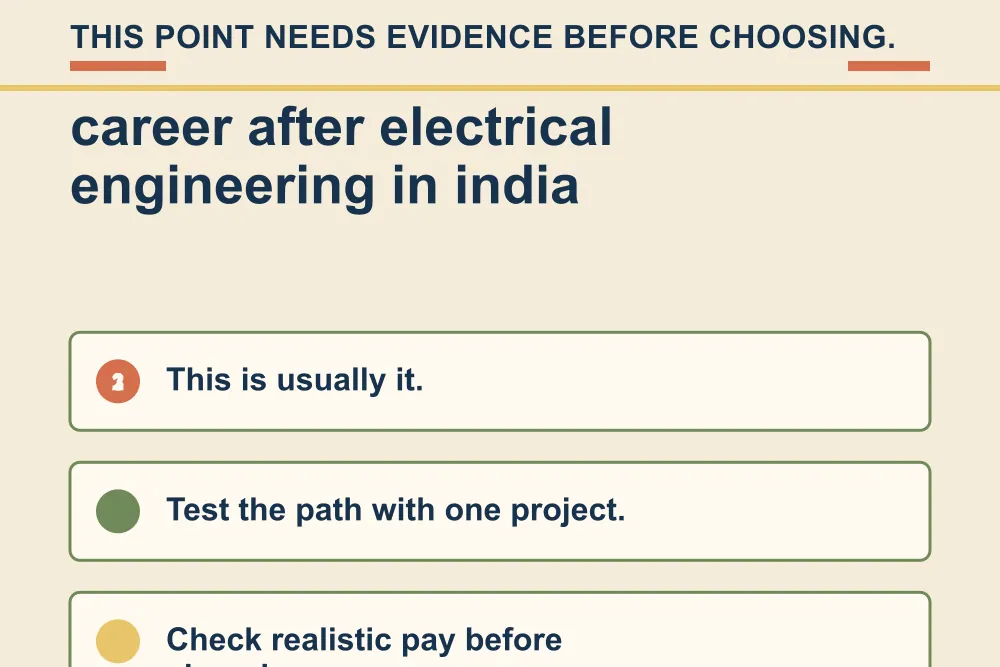 THIS POINT NEEDS EVIDENCE BEFORE CHOOSING.
career after electrical
engineering in india
This is usually it.
Test the path with one project.
Check realistic pay before